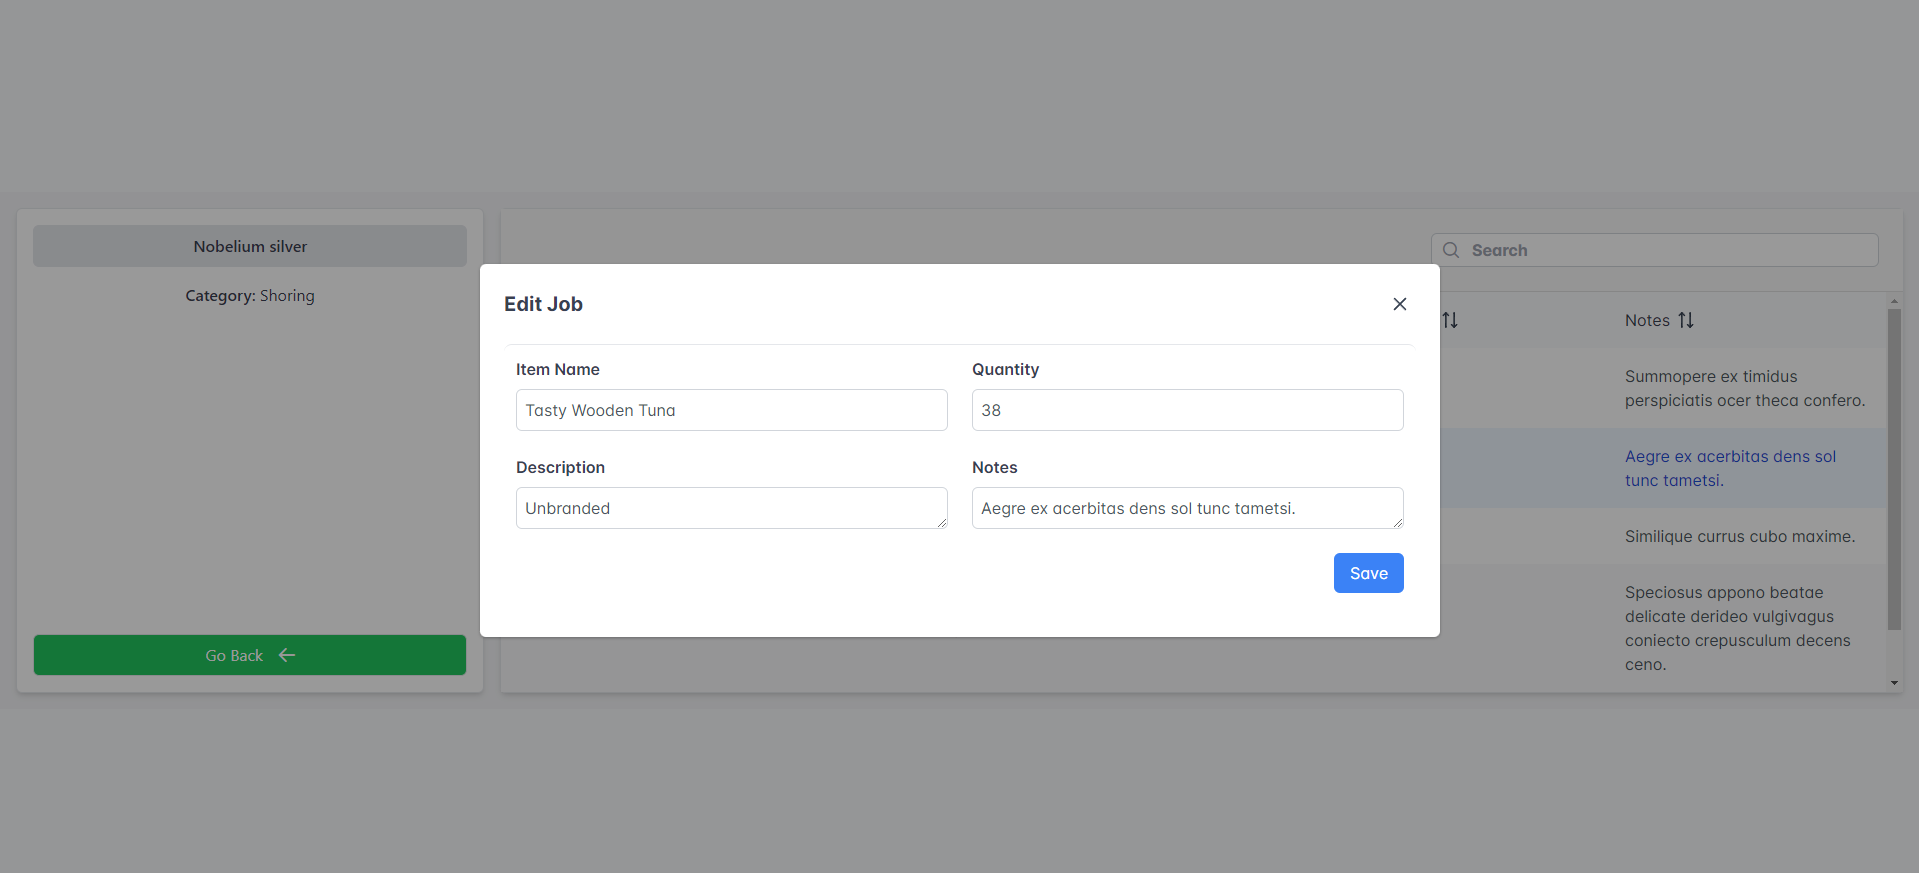 Nobelium silver
Category: Shoring
Go Back
Search
Notes
Summopere ex timidus
perspiciatis ocer theca confero.
Aegre ex acerbitas dens sol
tunc tametsi.
Similique currus cubo maxime.
Speciosus appono beatae
delicate derideo vulgivagus
coniecto crepusculum decens
ceno.
Edit Job
Item Name
Tasty Wooden Tuna
Quantity
38
Description
Unbranded
Notes
Aegre ex acerbitas dens sol tunc tametsi.
Save